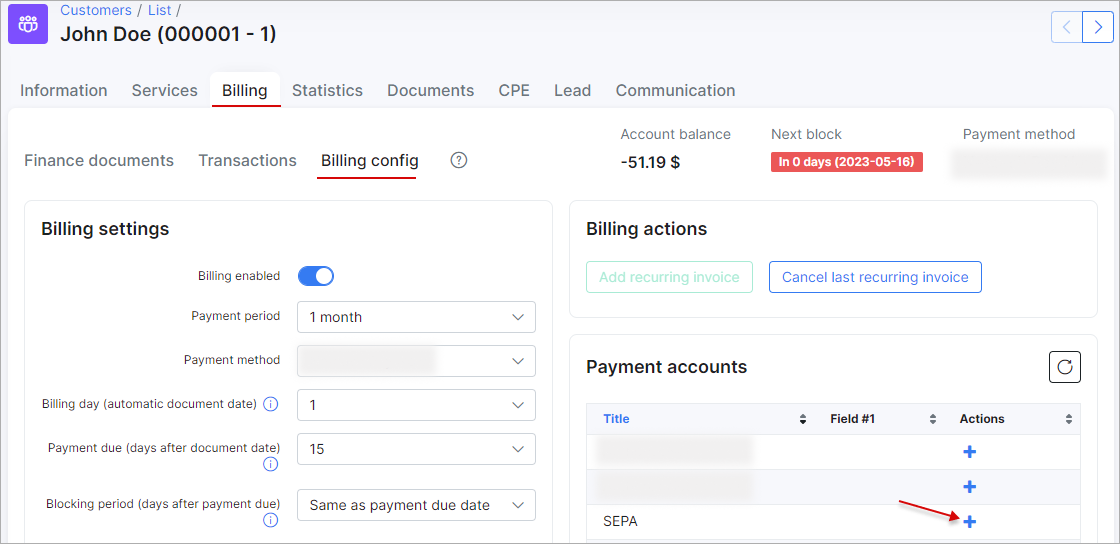 Customers / List /
John Doe (000001 - 1)
Information Services Billing Statistics Documents CPE Lead Communication
Finance documents Transactions Billing config ?
Account balance Next block Payment method
-51.19 $ In 0 days (2023-05-16)
Billing settings
Billing enabled
Payment period 1 month
Payment method
Billing day (automatic document date) i 1
Payment due (days after document date) 15
i
Blocking period (days after payment due) Same as payment due date
i
Billing actions
Add recurring invoice Cancel last recurring invoice
Payment accounts
Title Field #1 Actions
SEPA